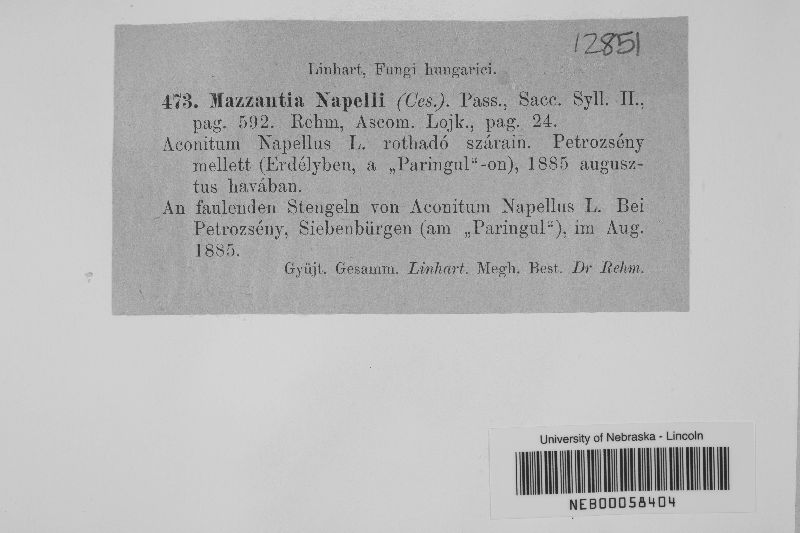 12851
Linhart, Fungi hungarici.
473. Mazzantia Napelli (Ces.). Pass., Sacc. Syll. II.,
pag. 592. Rehm, Ascom. Lojk., pag. 24.
Aconitum Napellus L. rothadó szárain. Petrozsény
mellett (Erdélyben, a „Paringul“-on), 1885 augusz-
tus havában.
An faulenden Stengeln von Aconitum Napellus L. Bei
Petrozsény, Siebenbürgen (am „Paringul“), im Aug.
1885.
Gyüjt. Gesamm. Linhart. Megh. Best. Dr Rehm.
University of Nebraska - Lincoln
NEB00058404